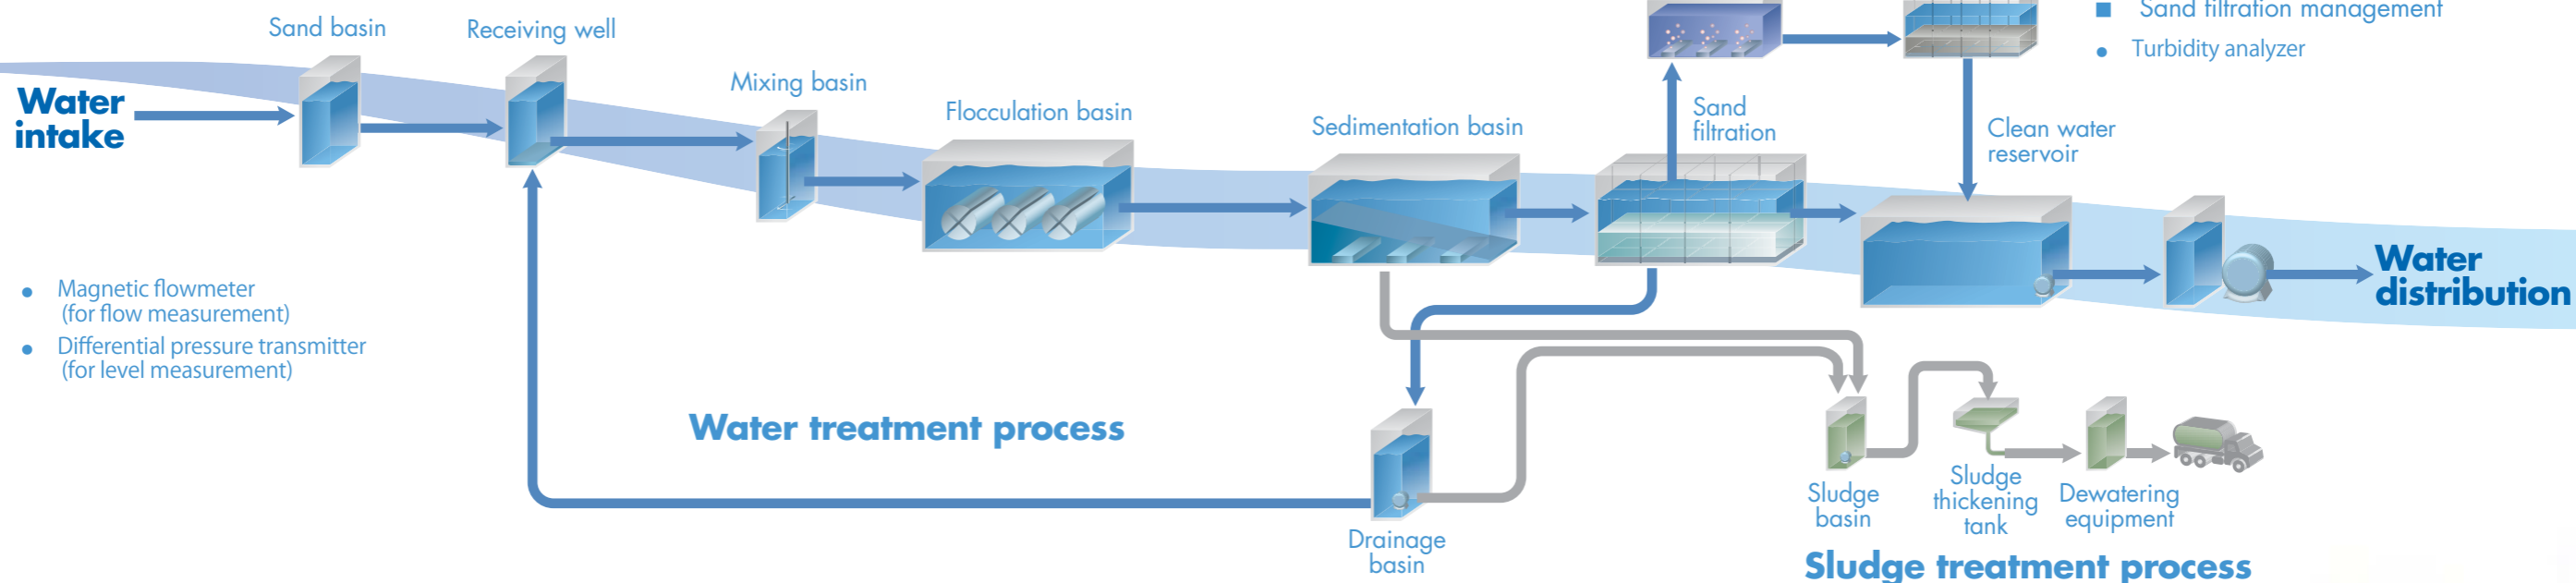 Sand filtration management
Turbidity analyzer
Sand basin
Receiving well
Mixing basin
Flocculation basin
Sedimentation basin
Sand
filtration
Clean water
reservoir
Water
intake
Water
distribution
Magnetic flowmeter
(for flow measurement)
Differential pressure transmitter
(for level measurement)
Water treatment process
Drainage
basin
Sludge
basin
Sludge
thickening
tank
Dewatering
equipment
Sludge treatment process